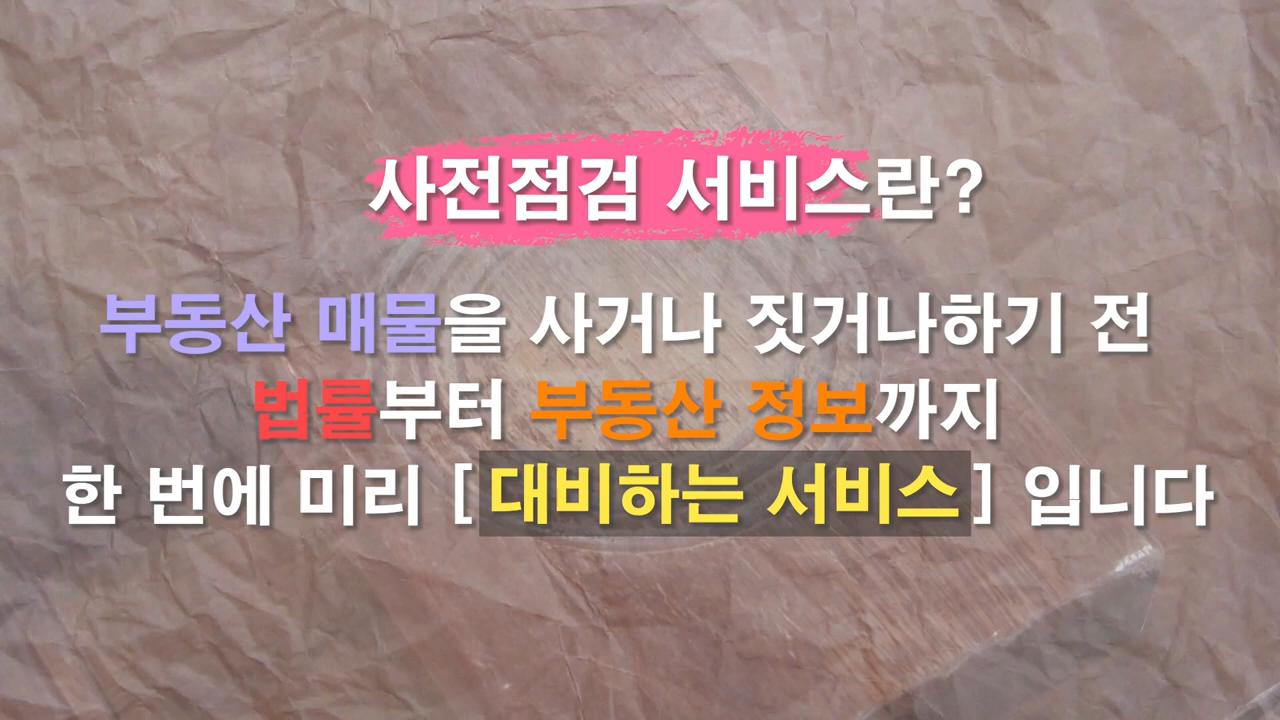 사전점검 서비스란?
부동산 매물을 사거나 짓거나하기 전
법률부터 부동산 정보까지
한 번에 미리 [대비하는 서비스] 입니다